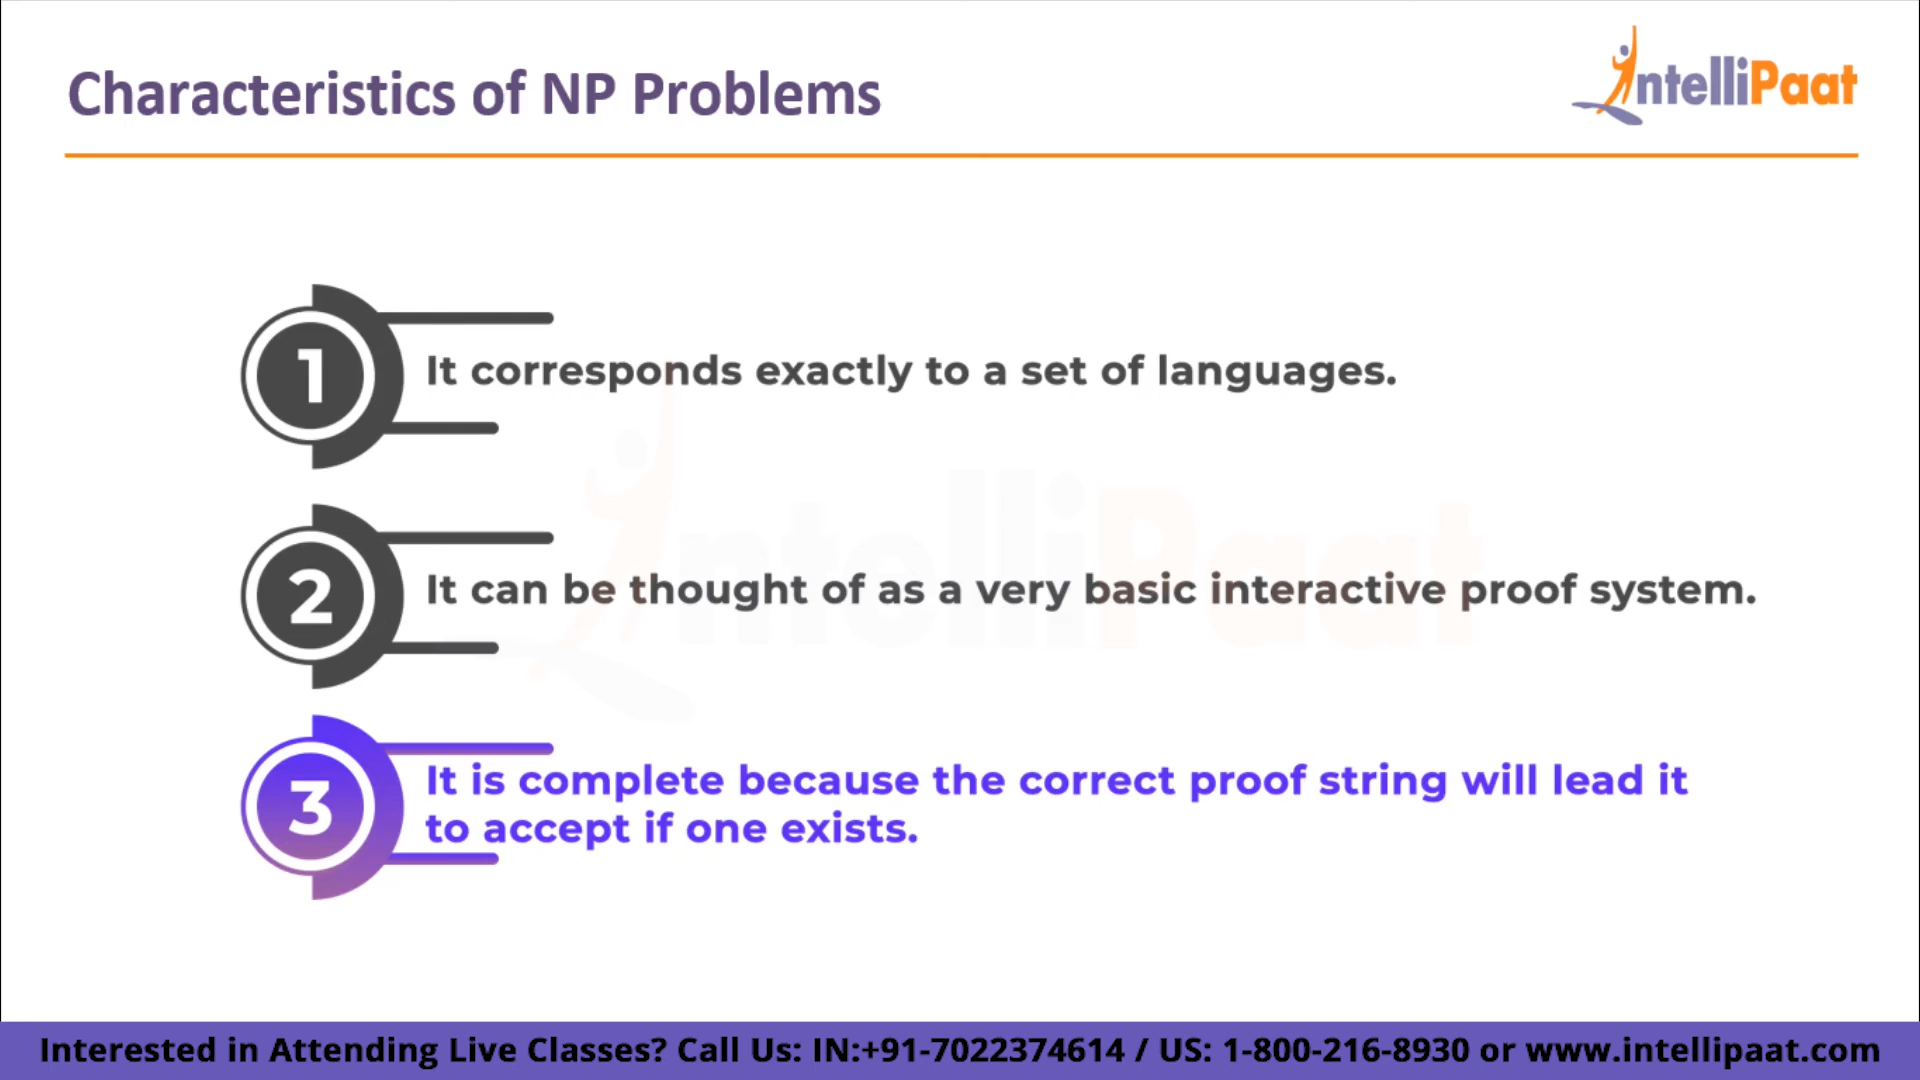 Characteristics of NP Problems
IntelliPaat
1
It corresponds exactly to a set of languages.
2
It can be thought of as a very basic interactive proof system.
3
It is complete because the correct proof string will lead it
to accept if one exists.
IntelliPaat
Interested in Attending Live Classes? Call Us: IN:+91-7022374614 / US: 1-800-216-8930 or www.intellipaat.com